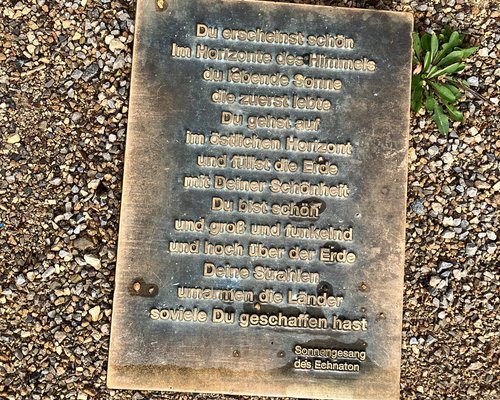 Du erscheinst schön
im Horizonte des Himmels
du lebende Sonne
die zuerst lebte
Du gehst auf
im östlichen Horizont
und füllst die Erde
mit Deiner Schönheit
Du bist schön
und groß und funkelnd
und hoch über der Erde
Deine Strahlen
umarmen die Länder
soviele Du geschaffen hast
Sonnengesang
des Echnaton